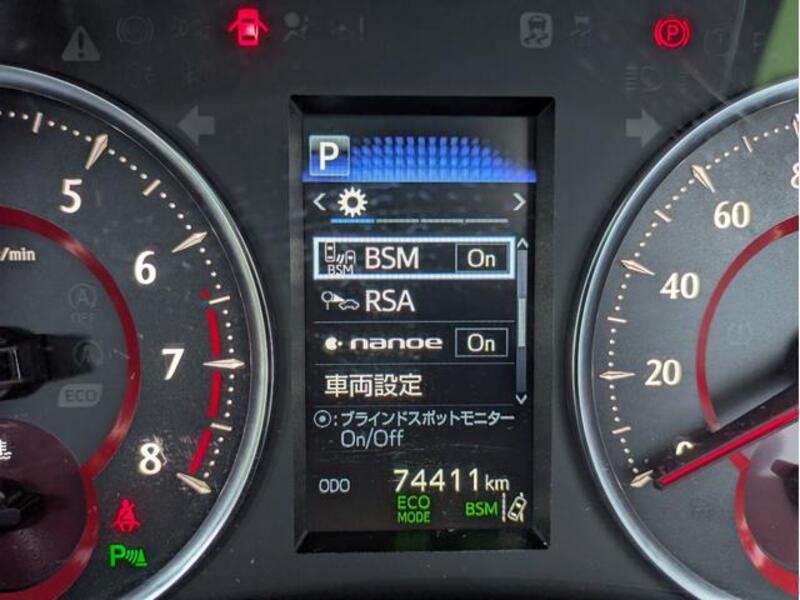 P
BSM
BSM On
RSA
nanoe On
車両設定
:ブラインドスポットモニター
On/Off
ODO 74411km
ECO
MODE
BSM
5
6
7
8
/min
OFF
A
ECO
P
(P)
60
40
20
0